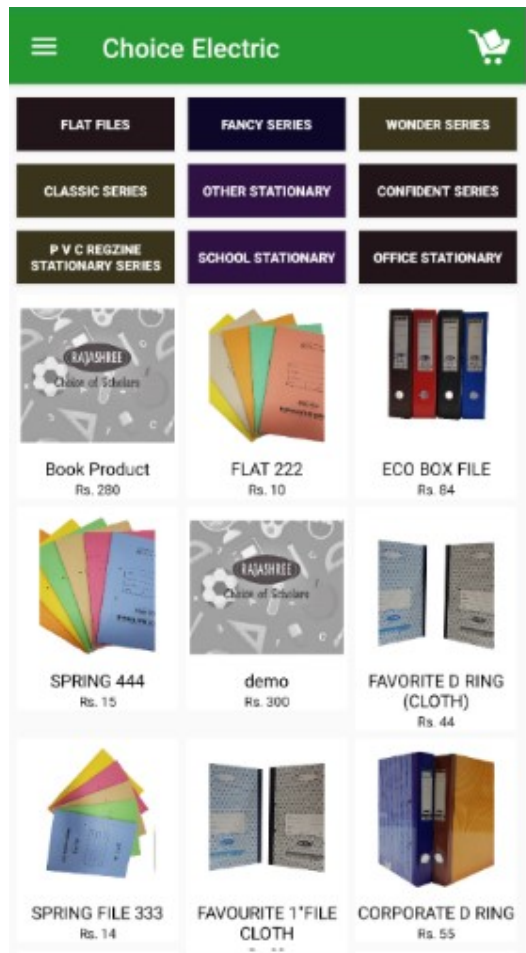 Choice Electric
FLAT FILES
FANCY SERIES
WONDER SERIES
CLASSIC SERIES
OTHER STATIONARY
CONFIDENT SERIES
P V C REGZINE
STATIONARY SERIES
SCHOOL STATIONARY
OFFICE STATIONARY
RAJASHREE
Choice of Scholars
Book Product
Rs. 280
FLAT 222
Rs. 10
ECO BOX FILE
Rs. 84
SPRING 444
Rs. 15
RAJASHREE
Choice of Scholars
demo
Rs. 300
FAVORITE D RING
(CLOTH)
Rs. 44
SPRING FILE 333
Rs. 14
FAVOURITE 1"FILE
CLOTH
CORPORATE D RING
Rs. 55